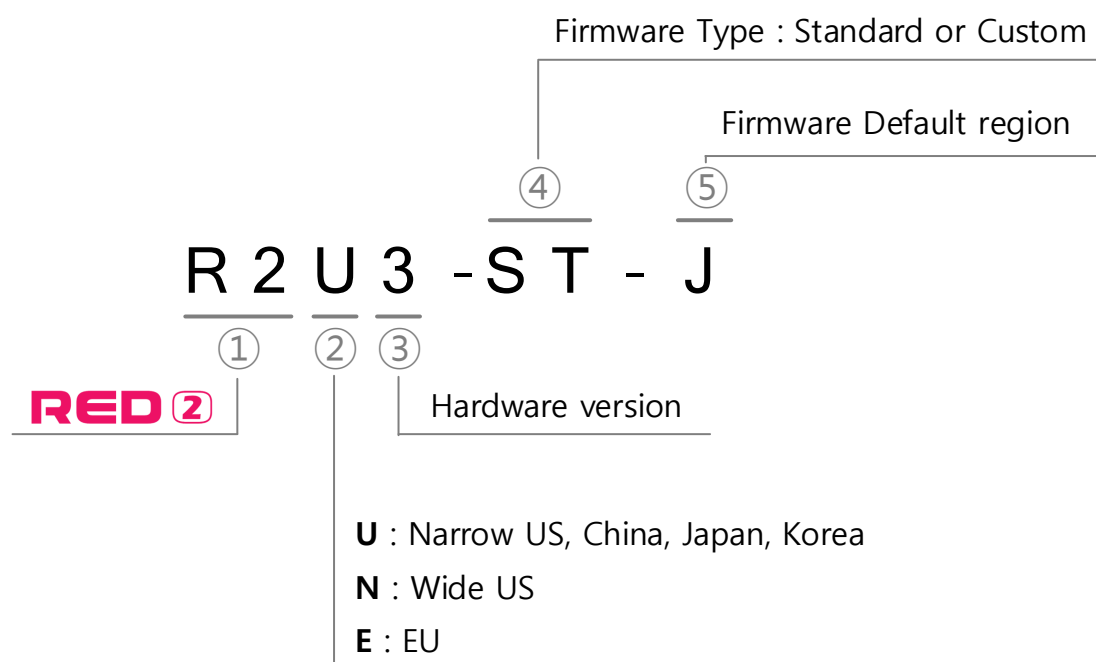 Firmware Type : Standard or Custom
Firmware Default region
④ ⑤
R2U3-ST-J
① ② ③
RED 2
Hardware version
U : Narrow US, China, Japan, Korea
N : Wide US
E : EU